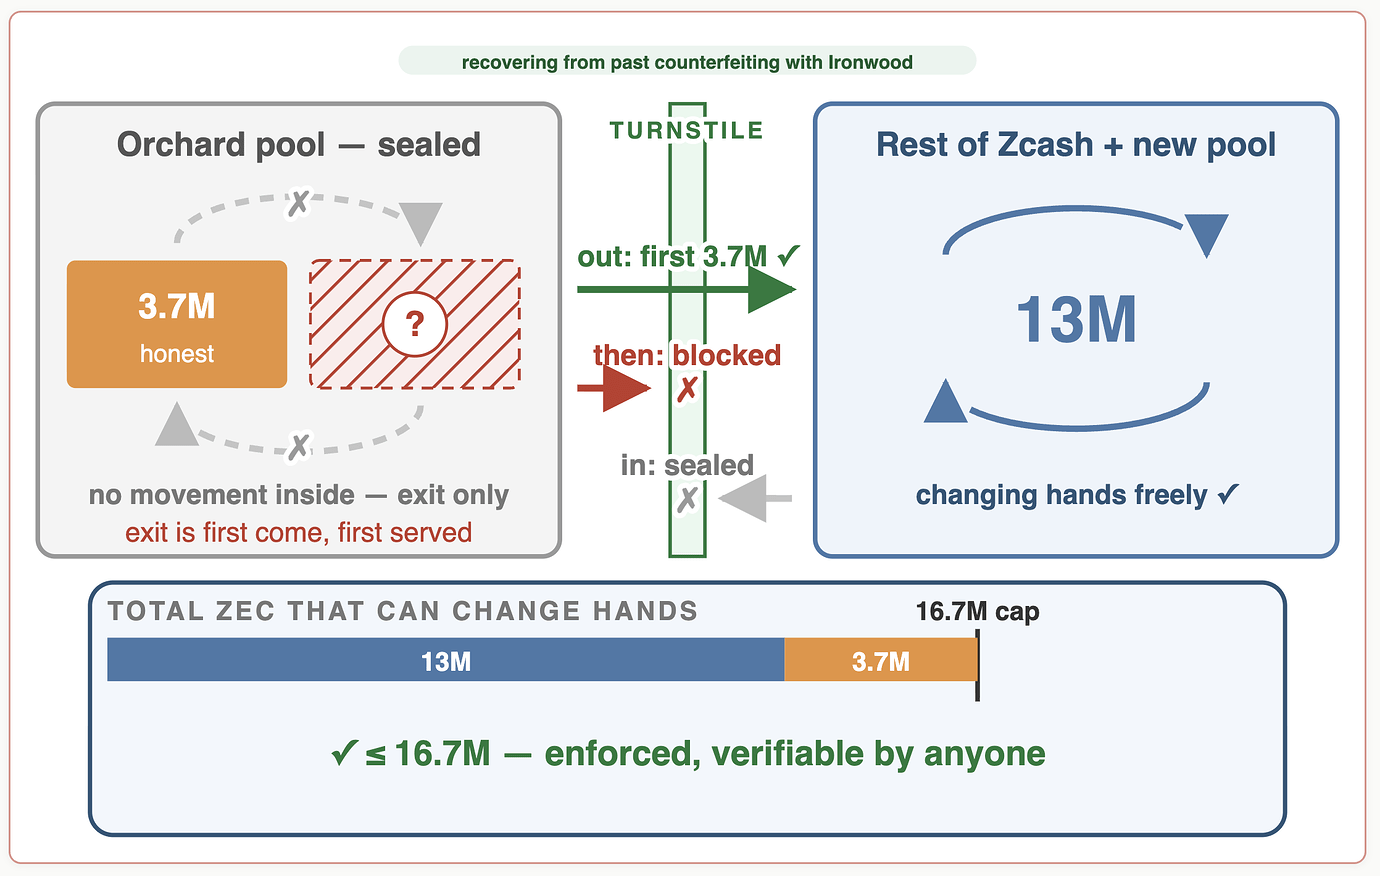 recovering from past counterfeiting with Ironwood
Orchard pool — sealed
✗
3.7M
honest
?
✗
no movement inside — exit only
exit is first come, first served
TURNSTILE
out: first 3.7M ✓
then: blocked
✗
in: sealed
✗
Rest of Zcash + new pool
13M
changing hands freely ✓
TOTAL ZEC THAT CAN CHANGE HANDS
16.7M cap
13M
3.7M
✓ ≤ 16.7M — enforced, verifiable by anyone